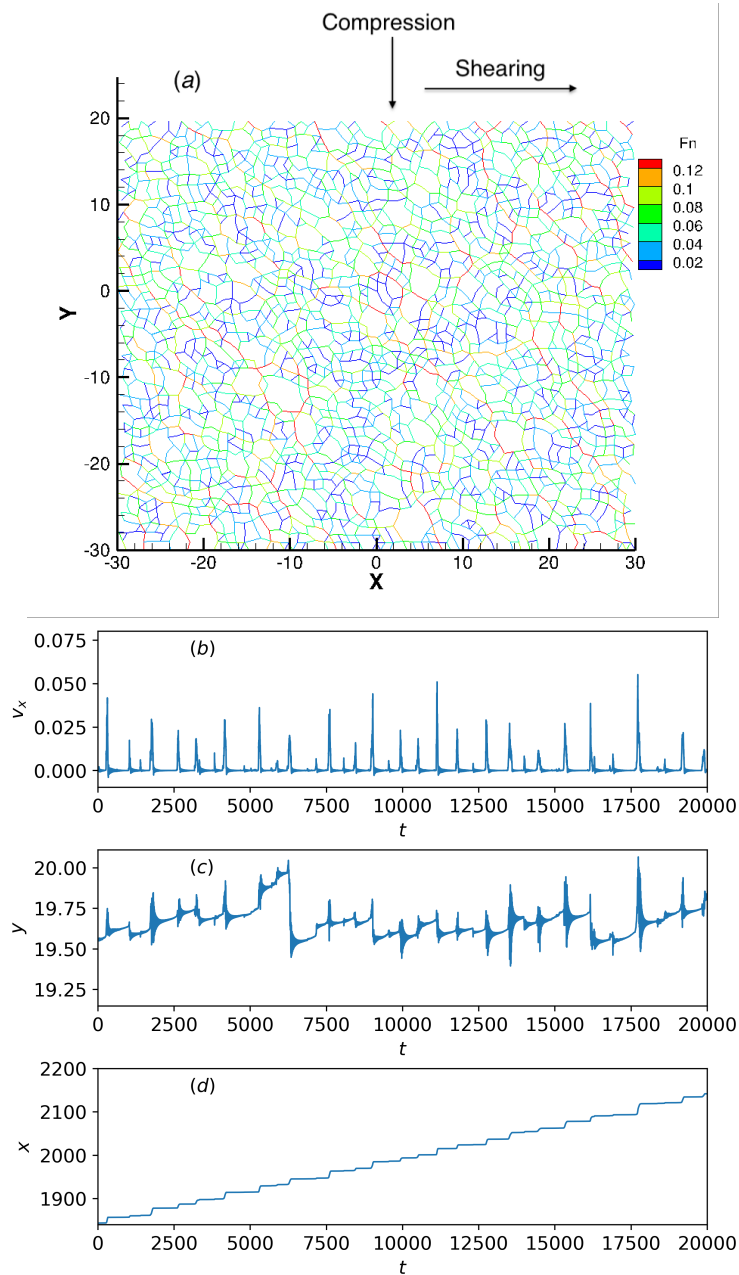 Compression
(a)
Shearing
Fn
0.12
0.1
0.08
0.06
0.04
0.02
20
10
0
-10
-20
-30
Y
-30 -20 -10 0 10 20 30
X
(b)
0.075
0.050
0.025
0.000
vx
0 2500 5000 7500 10000 12500 15000 17500 20000
t
(c)
20.00
19.75
19.50
19.25
y
0 2500 5000 7500 10000 12500 15000 17500 20000
t
(d)
2200
2100
2000
1900
x
0 2500 5000 7500 10000 12500 15000 17500 20000
t